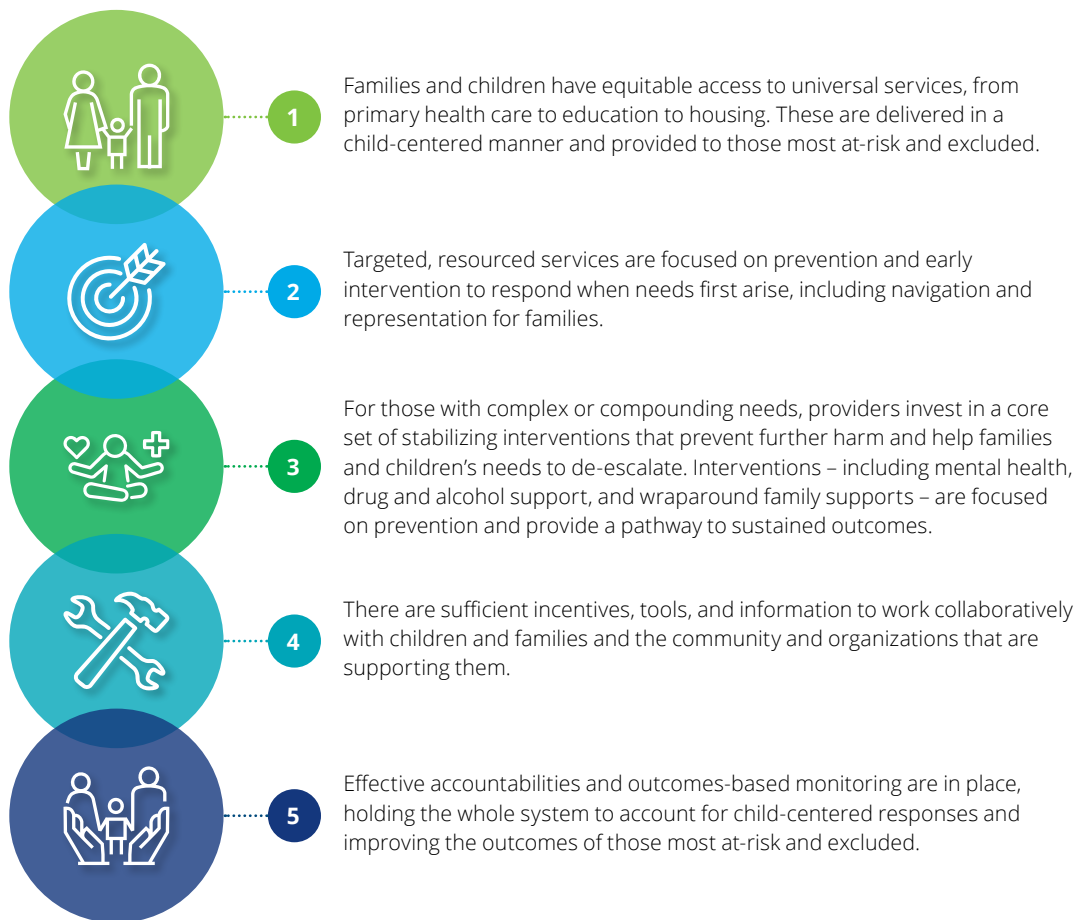 1
Families and children have equitable access to universal services, from
primary health care to education to housing. These are delivered in a
child-centered manner and provided to those most at-risk and excluded.
2
Targeted, resourced services are focused on prevention and early
intervention to respond when needs first arise, including navigation and
representation for families.
3
For those with complex or compounding needs, providers invest in a core
set of stabilizing interventions that prevent further harm and help families
and children’s needs to de-escalate. Interventions – including mental health,
drug and alcohol support, and wraparound family supports – are focused
on prevention and provide a pathway to sustained outcomes.
4
There are sufficient incentives, tools, and information to work collaboratively
with children and families and the community and organizations that are
supporting them.
5
Effective accountabilities and outcomes-based monitoring are in place,
holding the whole system to account for child-centered responses and
improving the outcomes of those most at-risk and excluded.